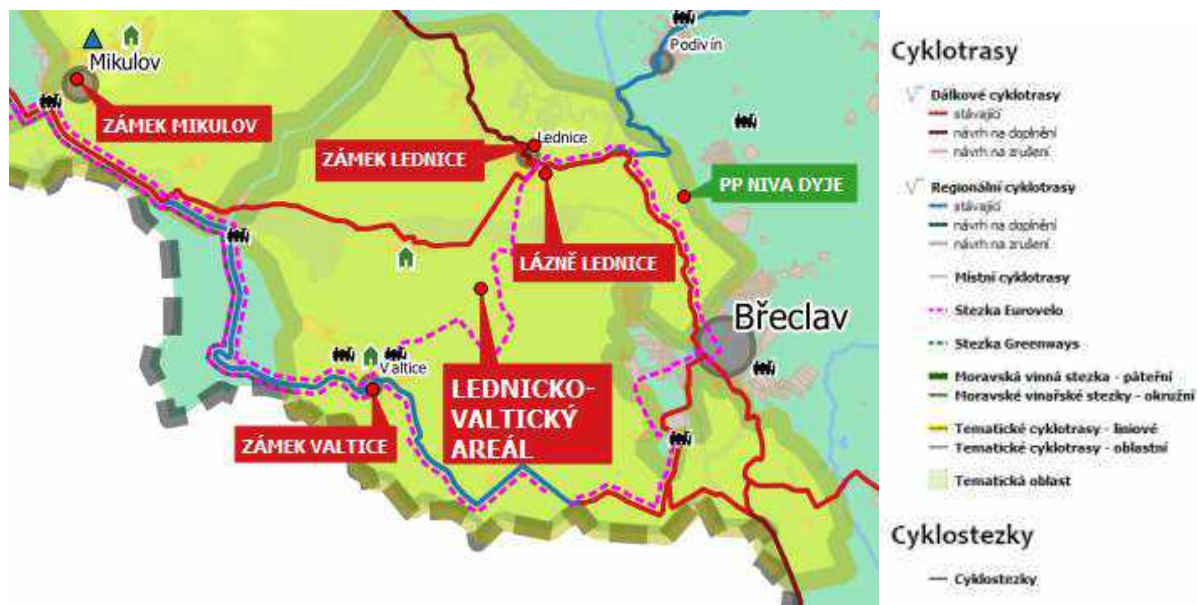 Mikulov
ZÁMEK MIKULOV
Podivín
Lednice
ZÁMEK LEDNICE
PP NIVA DYJE
LÁZNĚ LEDNICE
Břeclav
Valtice
LEDNICKO-
VALTICKÝ
AREÁL
ZÁMEK VALTICE
Cyklotrasy
Dálkové cyklotrasy
stávající
návrh na doplnění
návrh na zrušení
Regionální cyklotrasy
stávající
návrh na doplnění
návrh na zrušení
Místní cyklotrasy
Stezka Eurovelo
Stezka Greenways
Moravská vinná stezka - páteřní
Moravské vinařské stezky - okružní
Tematické cyklotrasy - liniové
Tematické cyklotrasy - oblastní
Tematická oblast
Cyklostezky
Cyklostezky